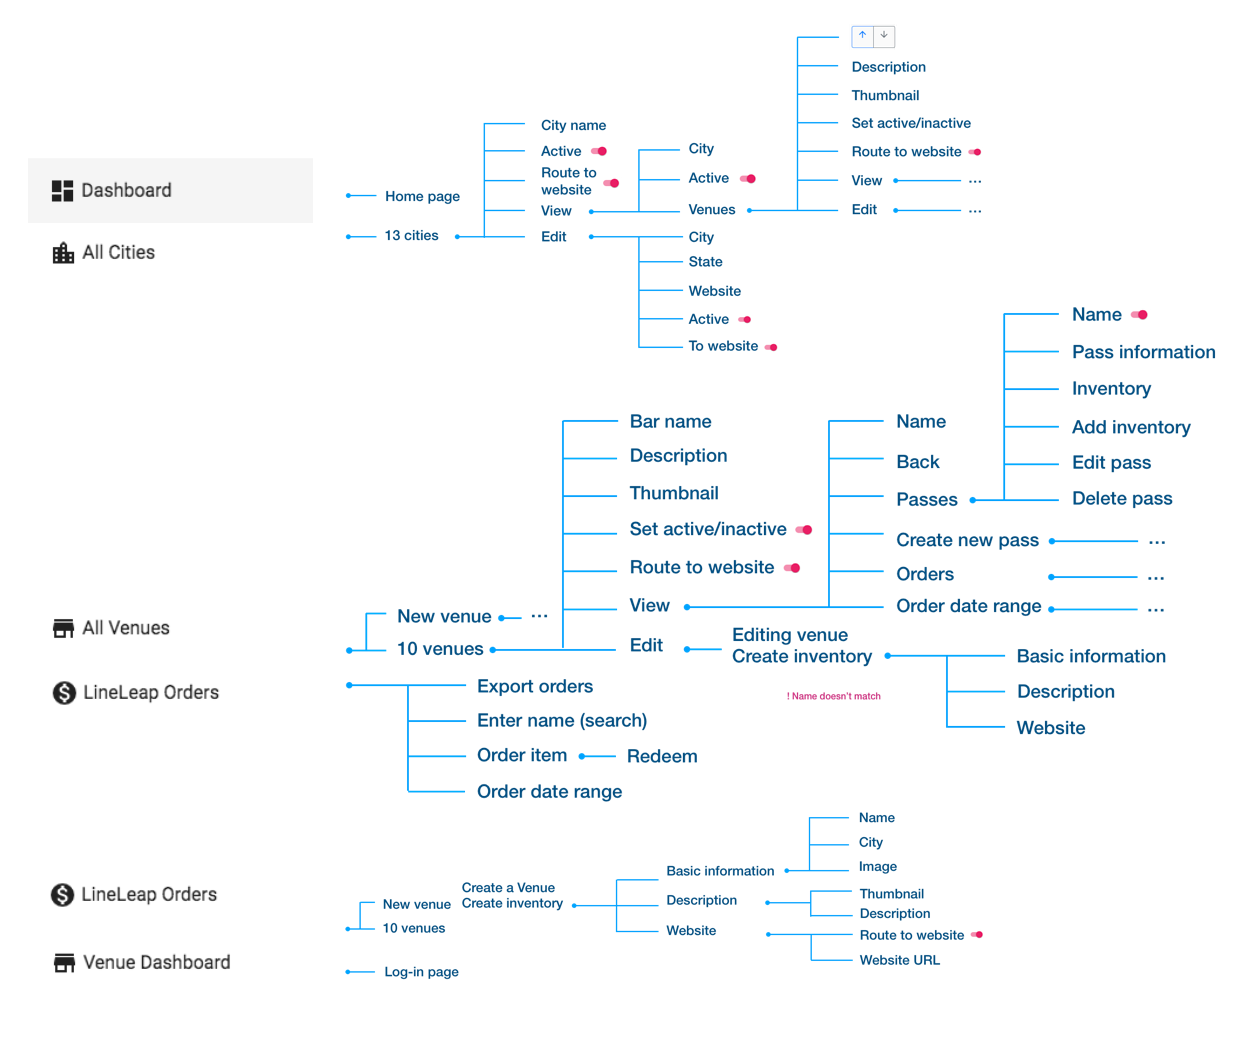 Description
Thumbnail
Set active/inactive
Route to website
View ...
Edit ...
City name
Active
Route to
website
View
Edit
City
Active
Venues
City
State
Website
Active
To website
Dashboard
Home page
13 cities
All Cities
Name
Pass information
Inventory
Add inventory
Edit pass
Delete pass
Bar name
Description
Thumbnail
Set active/inactive
Route to website
View
Edit
Name
Back
Passes
Create new pass ...
Orders ...
Order date range ...
All Venues
New venue ...
10 venues
Editing venue
Create inventory
! Name doesn't match
Basic information
Description
Website
LineLeap Orders
Export orders
Enter name (search)
Order item
Redeem
Order date range
LineLeap Orders
New venue
10 venues
Create a Venue
Create inventory
Basic information
Description
Website
Name
City
Image
Thumbnail
Description
Route to website
Website URL
Venue Dashboard
Log-in page